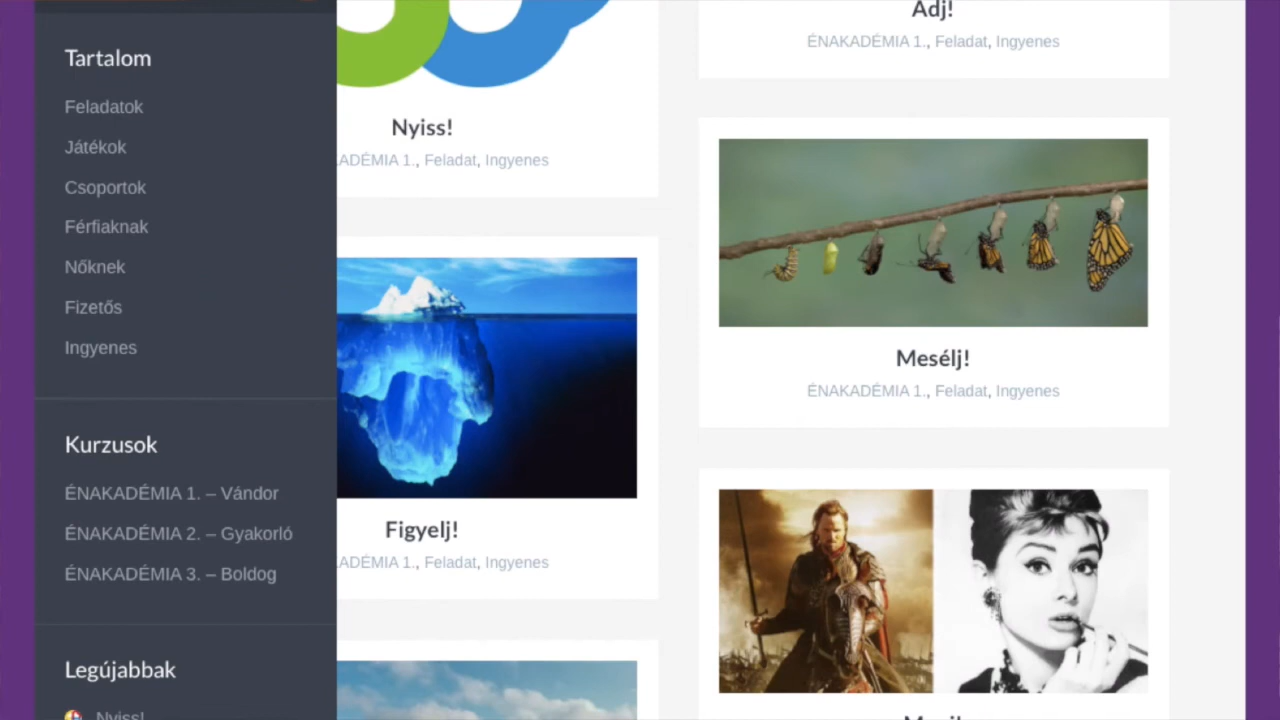 Tartalom
Feladatok
Játékok
Csoportok
Férfiaknak
Nőknek
Fizetős
Ingyenes
Kurzusok
ÉNAKADÉMIA 1. – Vándor
ÉNAKADÉMIA 2. – Gyakorló
ÉNAKADÉMIA 3. – Boldog
Legújabbak
Nyiss!
Nyiss!
ADÉMIA 1., Feladat, Ingyenes
Figyelj!
ADÉMIA 1., Feladat, Ingyenes
Adj!
ÉNAKADÉMIA 1., Feladat, Ingyenes
Mesélj!
ÉNAKADÉMIA 1., Feladat, Ingyenes